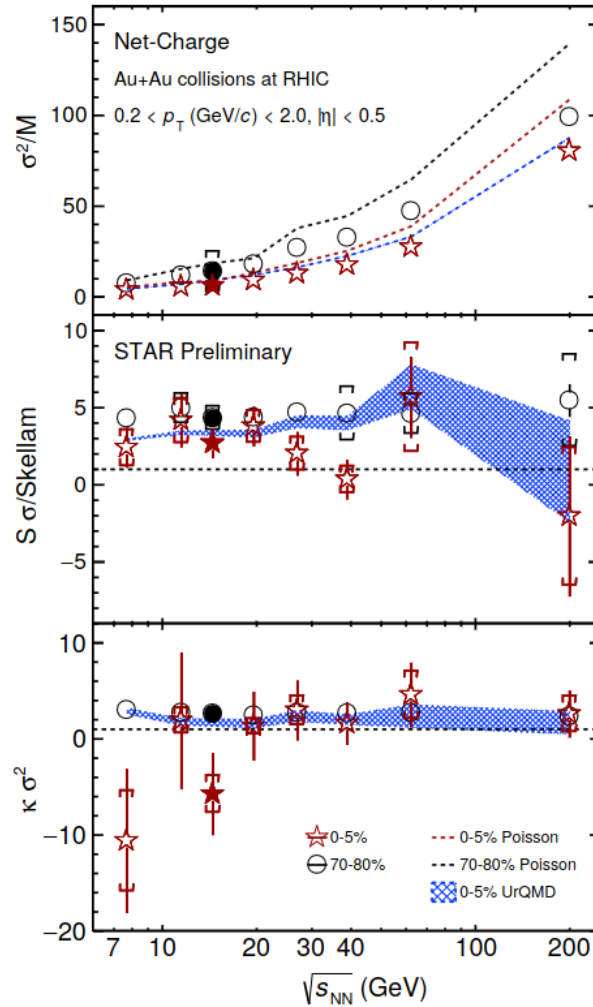 Net-Charge
Au+Au collisions at RHIC
0.2 < p_T (GeV/c) < 2.0, |η| < 0.5
150
100
50
0
σ²/M
STAR Preliminary
10
5
0
−5
S σ/Skellam
10
0
−10
−20
κ σ²
0-5%
0-5% Poisson
70-80%
70-80% Poisson
0-5% UrQMD
7 10 20 30 40 100 200
√s_NN (GeV)